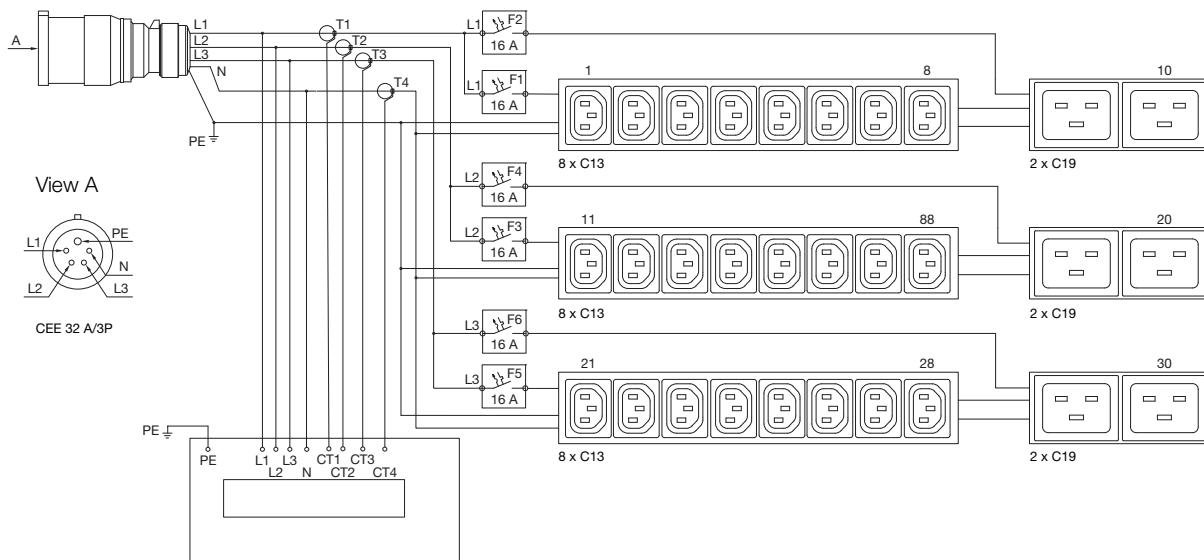 A
L1
L2
L3
N
PE
T1
T2
T3
T4
L1 F2
16 A
L1 F1
16 A
1 8
8 x C13
10
2 x C19
View A
L1
PE
N
L2
L3
CEE 32 A/3P
L2 F4
16 A
L2 F3
16 A
11 88
8 x C13
20
2 x C19
L3 F6
16 A
L3 F5
16 A
21 28
8 x C13
30
2 x C19
PE
PE L1 L3 CT1 CT3
L2 N CT2 CT4